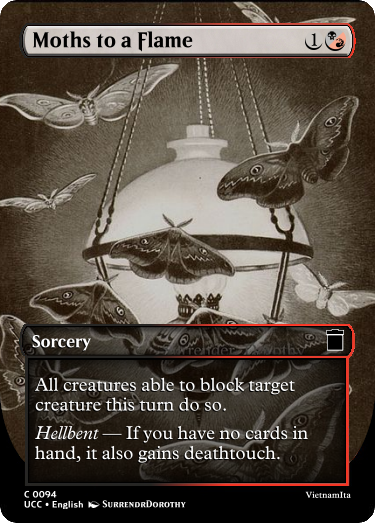 Moths to a Flame
1
Sorcery
All creatures able to block target
creature this turn do so.
Hellbent — If you have no cards in
hand, it also gains deathtouch.
C 0094
UCC • English SURRENDRDOROTHY
VietnamIta